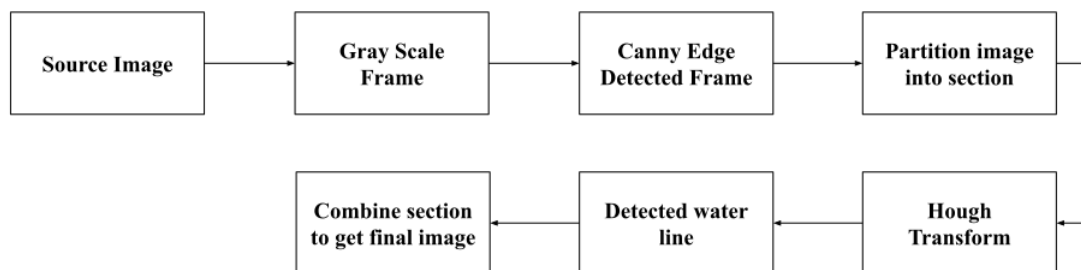 Source Image
Gray Scale
Frame
Canny Edge
Detected Frame
Partition image
into section
Hough
Transform
Detected water
line
Combine section
to get final image